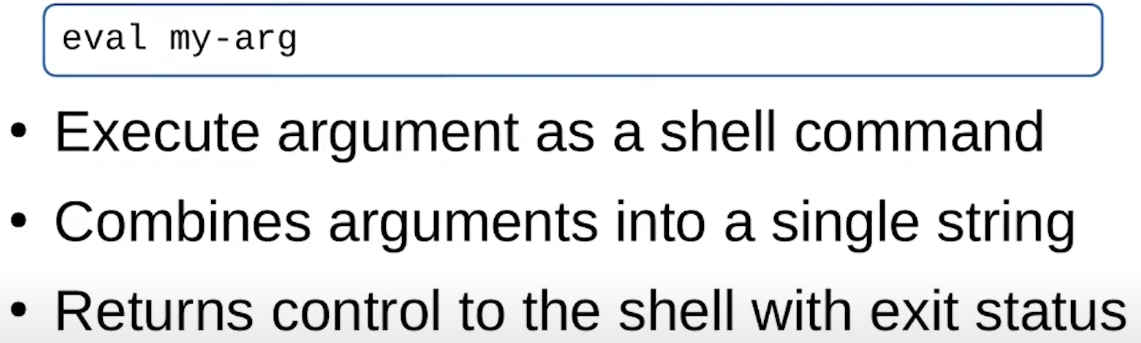 eval my-arg
• Execute argument as a shell command
• Combines arguments into a single string
• Returns control to the shell with exit status